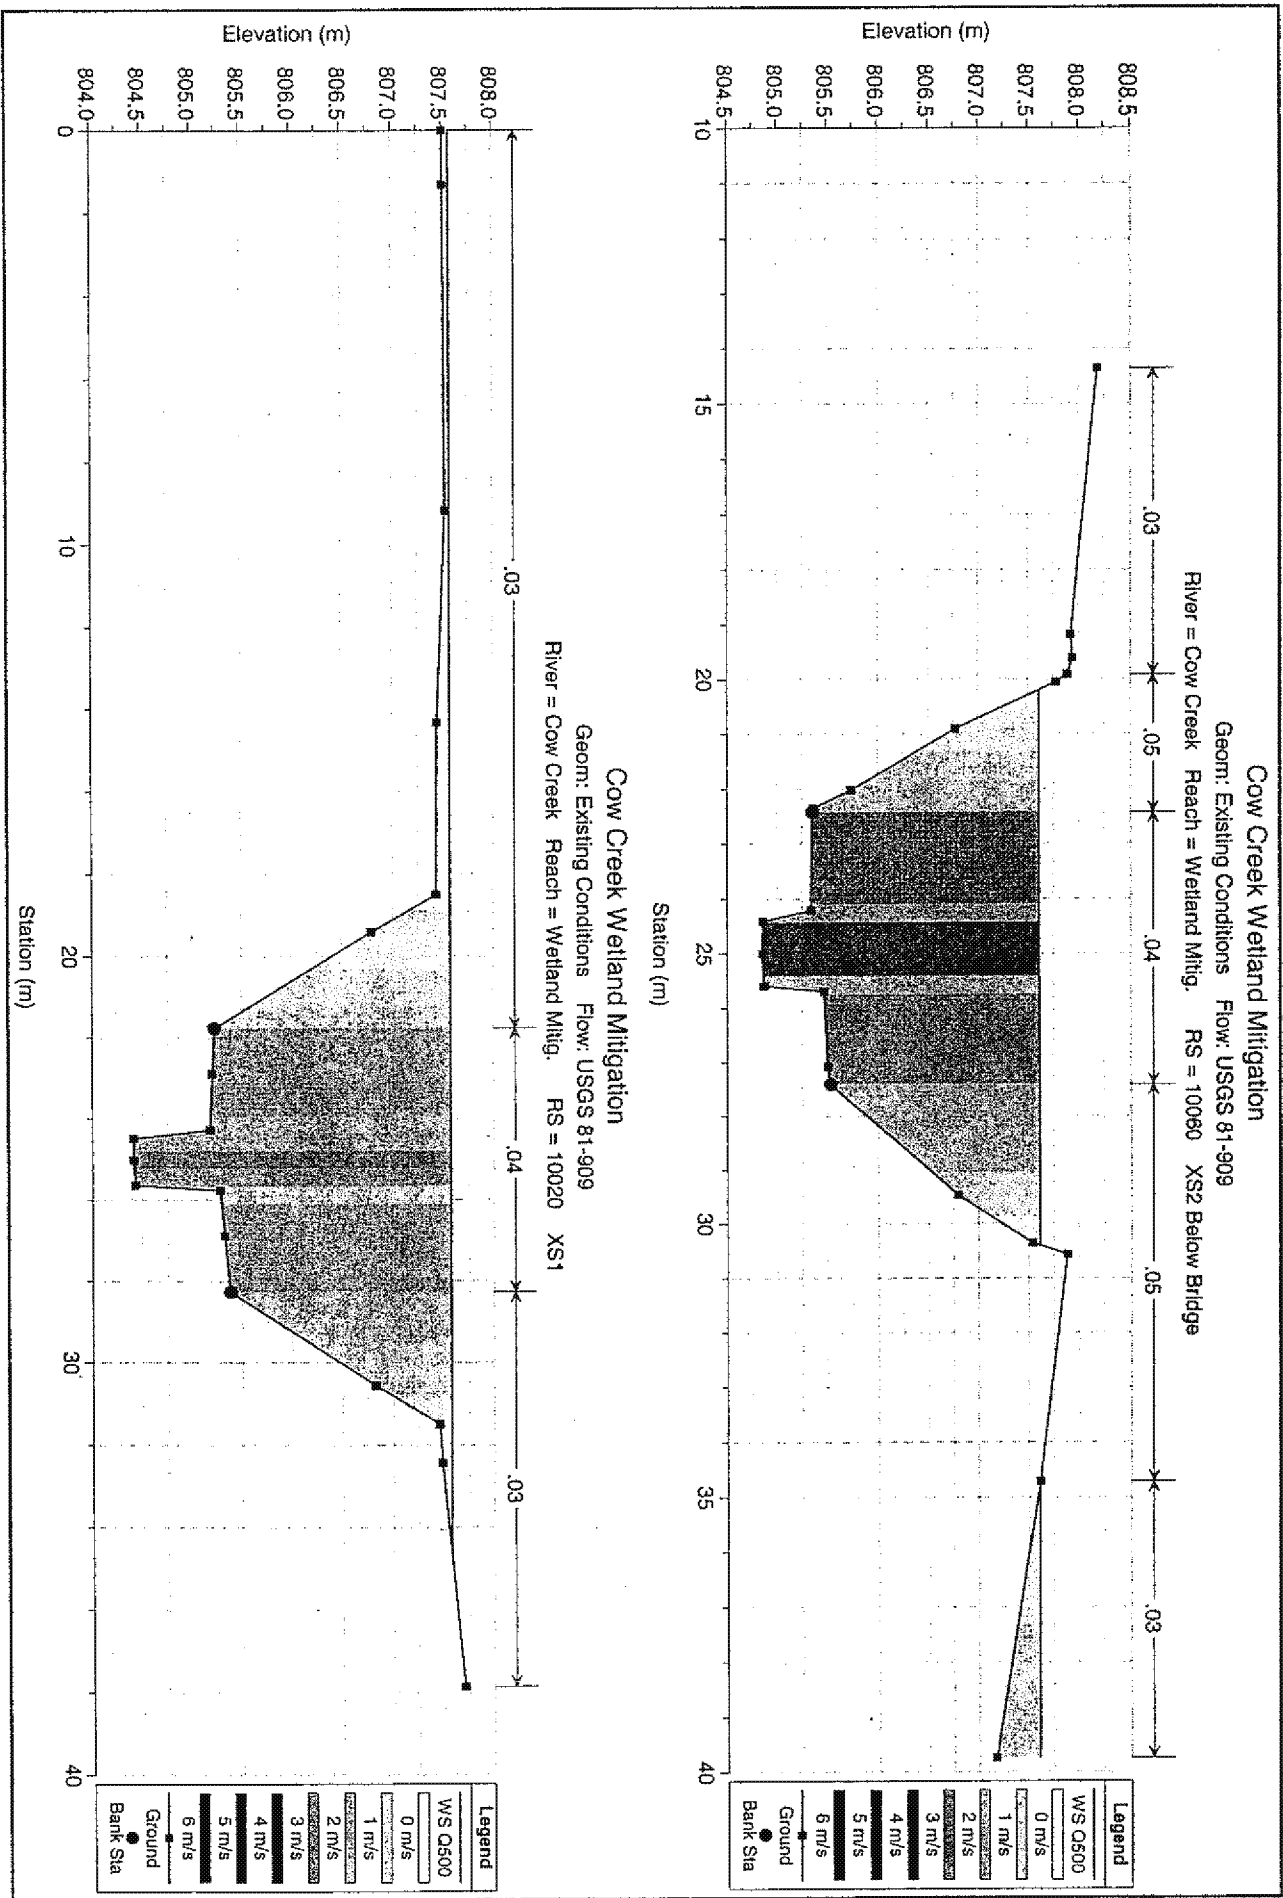 Cow Creek Wetland Mitigation
Geom: Existing Conditions Flow: USGS 81-909
River = Cow Creek Reach = Wetland Mitig. RS = 10060 XS2 Below Bridge
.03
.05
.04
.05
.03
Elevation (m)
808.5
808.0
807.5
807.0
806.5
806.0
805.5
805.0
804.5
10
15
20
25
30
35
40
Station (m)
Legend
WS Q500
0 m/s
1 m/s
2 m/s
3 m/s
4 m/s
5 m/s
6 m/s
Ground
Bank Sta
Cow Creek Wetland Mitigation
Geom: Existing Conditions Flow: USGS 81-909
River = Cow Creek Reach = Wetland Mitig. RS = 10020 XS1
.03
.04
.03
Elevation (m)
808.0
807.5
807.0
806.5
806.0
805.5
805.0
804.5
804.0
0
10
20
30
40
Station (m)
Legend
WS Q500
0 m/s
1 m/s
2 m/s
3 m/s
4 m/s
5 m/s
6 m/s
Ground
Bank Sta